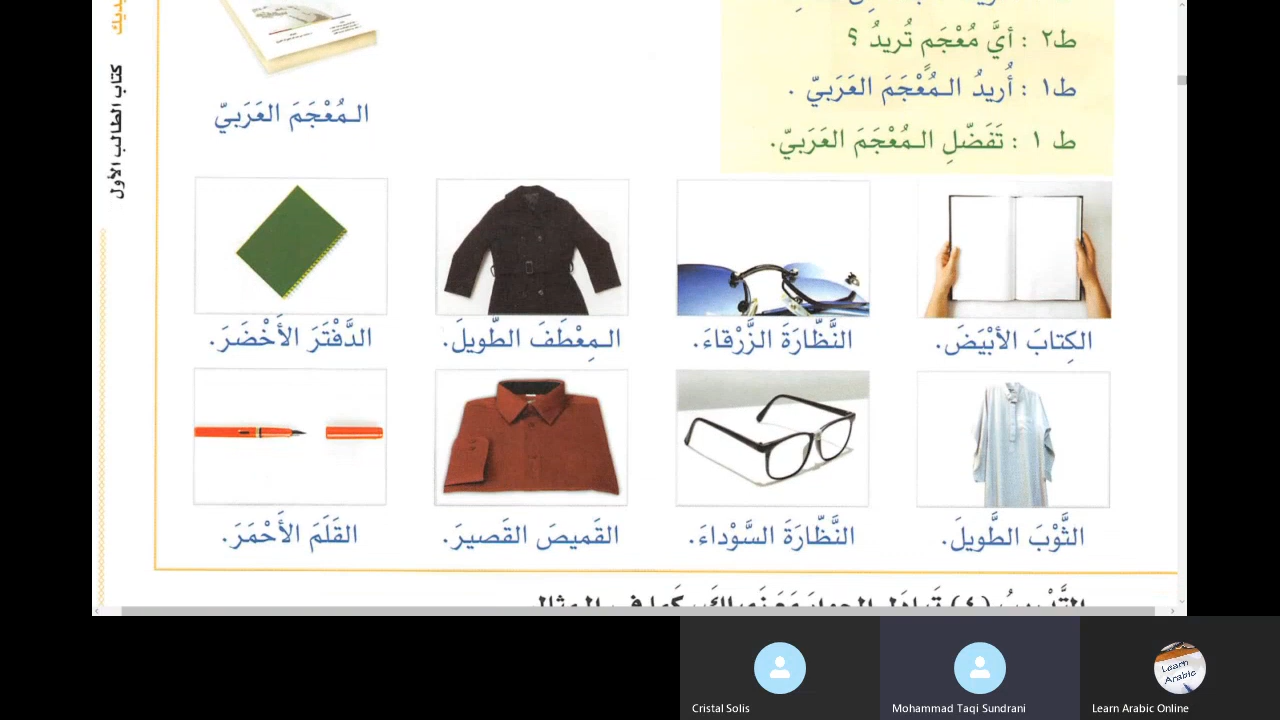 ط٢ : أيَّ مُعْجَمٍ تُريدُ ؟
ط١ : أُريدُ الـمُعْجَمَ العَرَبيّ .
ط ١ : تَفَضّلِ الـمُعْجَمَ العَرَبيّ.
الـمُعْجَمَ العَرَبيّ
كتاب الطالب الأول
الكِتابَ الأبْيَضَ.
النَّظّارَةَ الزَّرْقاءَ.
الـمِعْطَفَ الطَّويلَ.
الدَّفْتَرَ الأَخْضَرَ.
الثَّوْبَ الطَّويلَ.
النَّظّارَةَ السَّوْداءَ.
القَميصَ القَصيرَ.
القَلَمَ الأَحْمَرَ.
Cristal Solis
Mohammad Taqi Sundrani
Learn Arabic
Learn Arabic Online